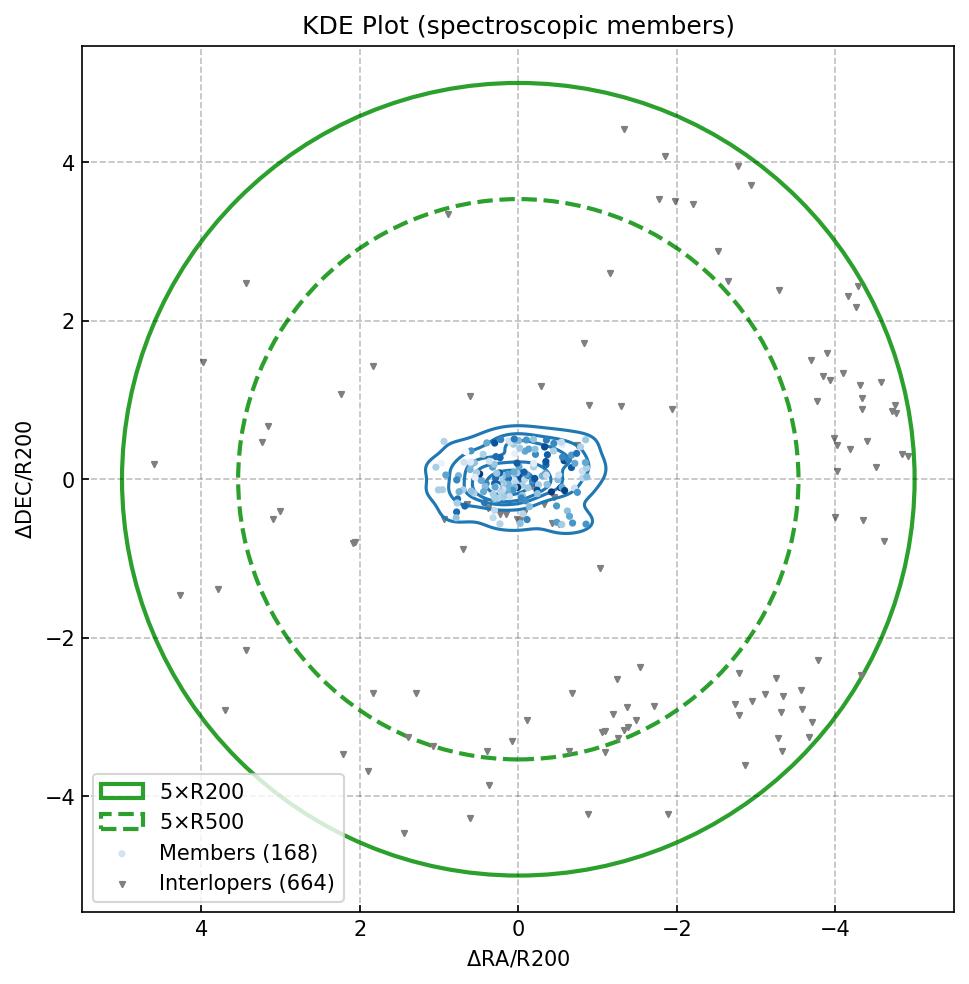 KDE Plot (spectroscopic members)
4
2
0
−2
−4
ΔDEC/R200
5×R200
5×R500
Members (168)
Interlopers (664)
4 2 0 −2 −4
ΔRA/R200